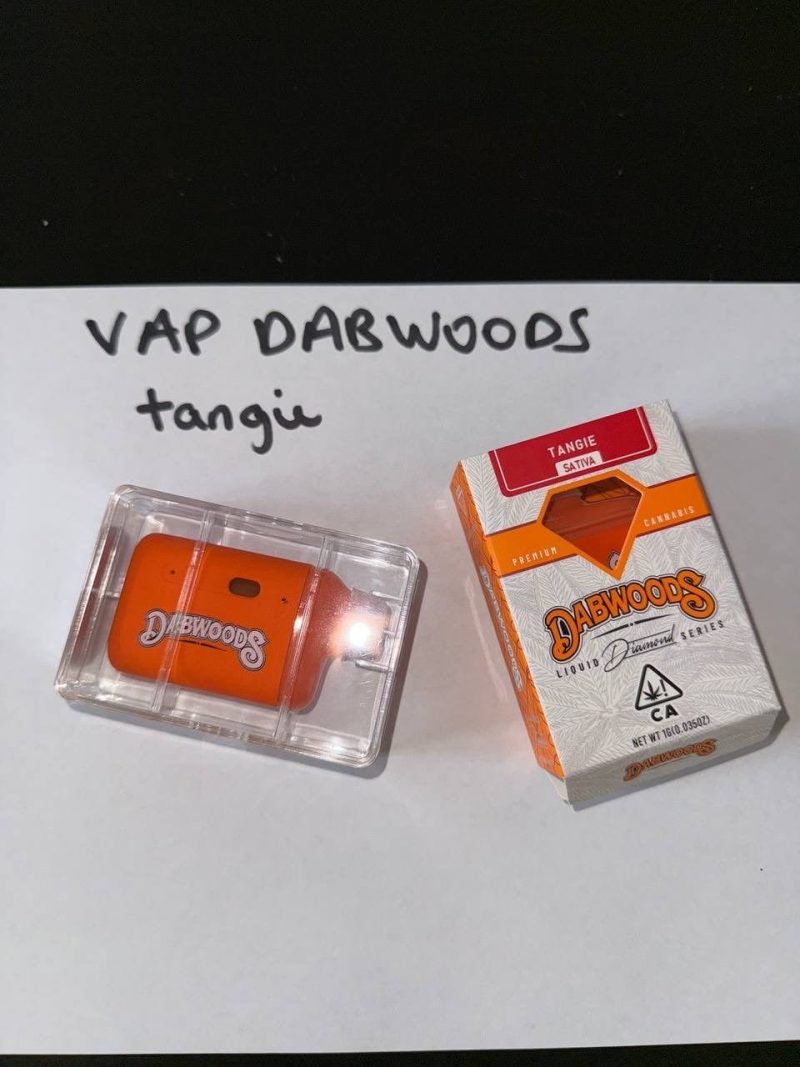 VAP DABWOODS
tangie
DABWOODS
TANGIE
SATIVA
PREMIUM CANNABIS
DABWOODS
LIQUID Diamond SERIES
CA
NET WT 1G(0.035OZ)
DABWOODS
DABWOODS